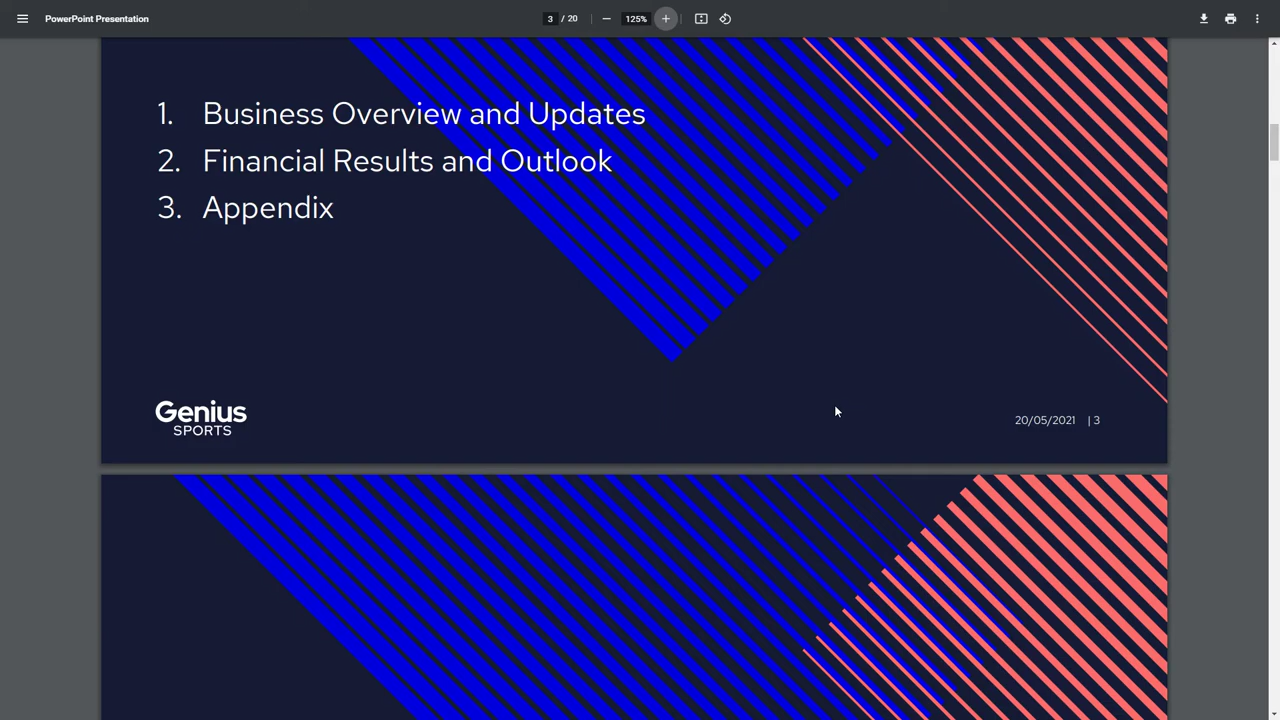 PowerPoint Presentation
3 / 20
125%
1. Business Overview and Updates
2. Financial Results and Outlook
3. Appendix
Genius
SPORTS
20/05/2021 | 3